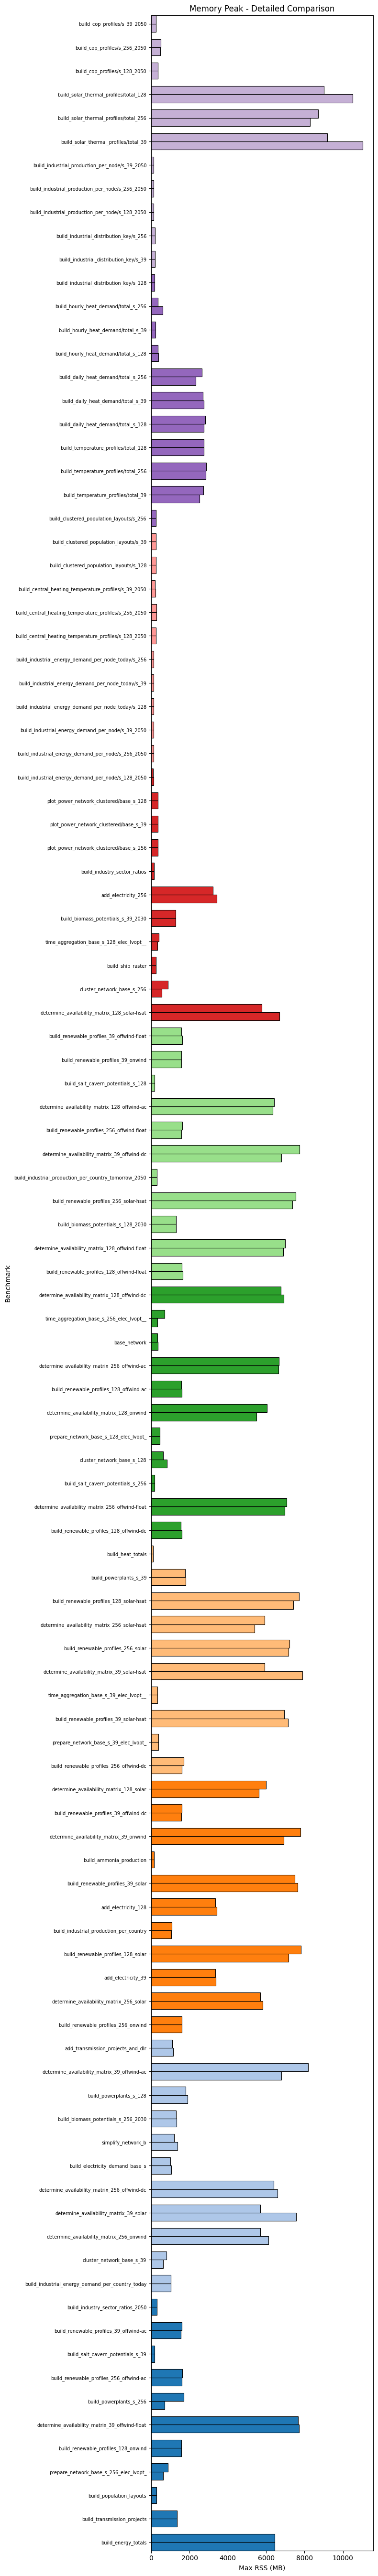 Memory Peak - Detailed Comparison
build_cop_profiles/s_39_2050
build_cop_profiles/s_256_2050
build_cop_profiles/s_128_2050
build_solar_thermal_profiles/total_128
build_solar_thermal_profiles/total_256
build_solar_thermal_profiles/total_39
build_industrial_production_per_node/s_39_2050
build_industrial_production_per_node/s_256_2050
build_industrial_production_per_node/s_128_2050
build_industrial_distribution_key/s_256
build_industrial_distribution_key/s_39
build_industrial_distribution_key/s_128
build_hourly_heat_demand/total_s_256
build_hourly_heat_demand/total_s_39
build_hourly_heat_demand/total_s_128
build_daily_heat_demand/total_s_256
build_daily_heat_demand/total_s_39
build_daily_heat_demand/total_s_128
build_temperature_profiles/total_128
build_temperature_profiles/total_256
build_temperature_profiles/total_39
build_clustered_population_layouts/s_256
build_clustered_population_layouts/s_39
build_clustered_population_layouts/s_128
build_central_heating_temperature_profiles/s_39_2050
build_central_heating_temperature_profiles/s_256_2050
build_central_heating_temperature_profiles/s_128_2050
build_industrial_energy_demand_per_node_today/s_256
build_industrial_energy_demand_per_node_today/s_39
build_industrial_energy_demand_per_node_today/s_128
build_industrial_energy_demand_per_node/s_39_2050
build_industrial_energy_demand_per_node/s_256_2050
build_industrial_energy_demand_per_node/s_128_2050
plot_power_network_clustered/base_s_128
plot_power_network_clustered/base_s_39
plot_power_network_clustered/base_s_256
build_industry_sector_ratios
add_electricity_256
build_biomass_potentials_s_39_2030
time_aggregation_base_s_128_elec_lvopt__
build_ship_raster
cluster_network_base_s_256
determine_availability_matrix_128_solar-hsat
build_renewable_profiles_39_offwind-float
build_renewable_profiles_39_onwind
build_salt_cavern_potentials_s_128
determine_availability_matrix_128_offwind-ac
build_renewable_profiles_256_offwind-float
determine_availability_matrix_39_offwind-dc
build_industrial_production_per_country_tomorrow_2050
build_renewable_profiles_256_solar-hsat
build_biomass_potentials_s_128_2030
determine_availability_matrix_128_offwind-float
build_renewable_profiles_128_offwind-float
determine_availability_matrix_128_offwind-dc
time_aggregation_base_s_256_elec_lvopt__
base_network
determine_availability_matrix_256_offwind-ac
build_renewable_profiles_128_offwind-ac
determine_availability_matrix_128_onwind
prepare_network_base_s_128_elec_lvopt_
cluster_network_base_s_128
build_salt_cavern_potentials_s_256
determine_availability_matrix_256_offwind-float
build_renewable_profiles_128_offwind-dc
build_heat_totals
build_powerplants_s_39
build_renewable_profiles_128_solar-hsat
determine_availability_matrix_256_solar-hsat
build_renewable_profiles_256_solar
determine_availability_matrix_39_solar-hsat
time_aggregation_base_s_39_elec_lvopt__
build_renewable_profiles_39_solar-hsat
prepare_network_base_s_39_elec_lvopt_
build_renewable_profiles_256_offwind-dc
determine_availability_matrix_128_solar
build_renewable_profiles_39_offwind-dc
determine_availability_matrix_39_onwind
build_ammonia_production
build_renewable_profiles_39_solar
add_electricity_128
build_industrial_production_per_country
build_renewable_profiles_128_solar
add_electricity_39
determine_availability_matrix_256_solar
build_renewable_profiles_256_onwind
add_transmission_projects_and_dlr
determine_availability_matrix_39_offwind-ac
build_powerplants_s_128
build_biomass_potentials_s_256_2030
simplify_network_b
build_electricity_demand_base_s
determine_availability_matrix_256_offwind-dc
determine_availability_matrix_39_solar
determine_availability_matrix_256_onwind
cluster_network_base_s_39
build_industrial_energy_demand_per_country_today
build_industry_sector_ratios_2050
build_renewable_profiles_39_offwind-ac
build_salt_cavern_potentials_s_39
build_renewable_profiles_256_offwind-ac
build_powerplants_s_256
determine_availability_matrix_39_offwind-float
build_renewable_profiles_128_onwind
prepare_network_base_s_256_elec_lvopt_
build_population_layouts
build_transmission_projects
build_energy_totals
Benchmark
0 2000 4000 6000 8000 10000
Max RSS (MB)